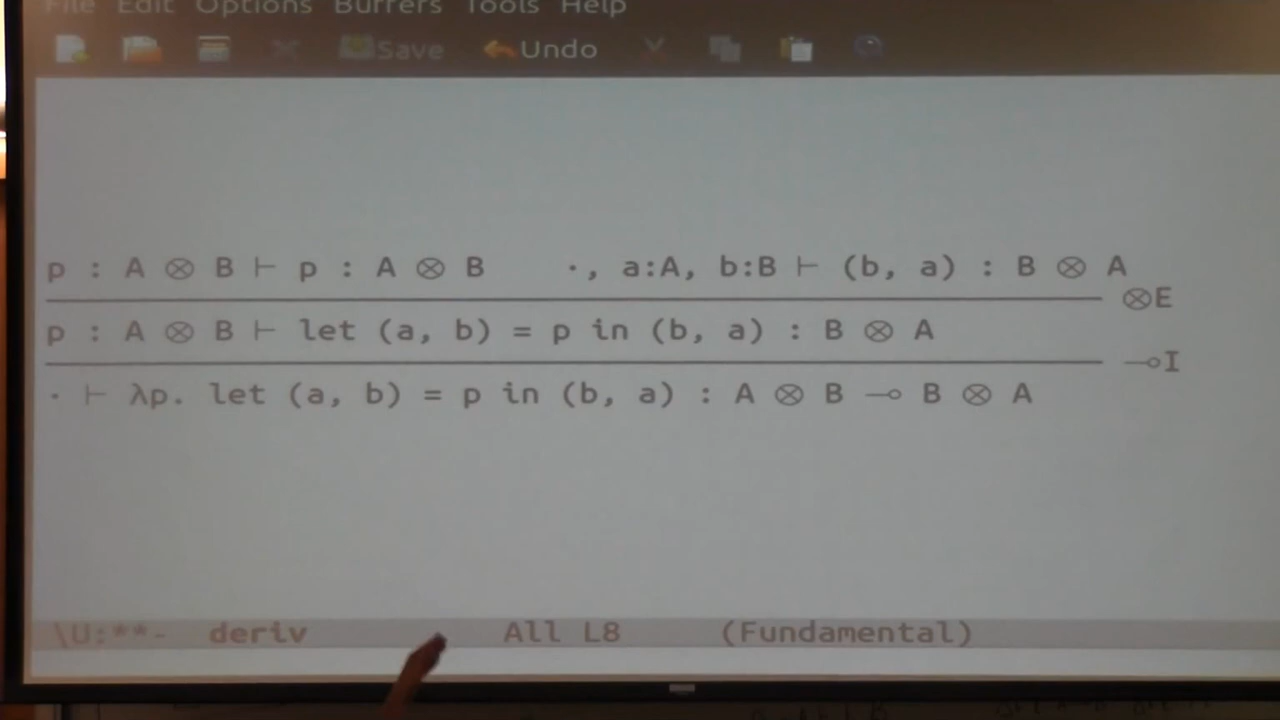 File Edit Options Buffers Tools Help
Save Undo
p : A ⊗ B ⊢ p : A ⊗ B ·, a:A, b:B ⊢ (b, a) : B ⊗ A
⊗E
p : A ⊗ B ⊢ let (a, b) = p in (b, a) : B ⊗ A
⊸I
· ⊢ λp. let (a, b) = p in (b, a) : A ⊗ B ⊸ B ⊗ A
\U:**- deriv All L8 (Fundamental)